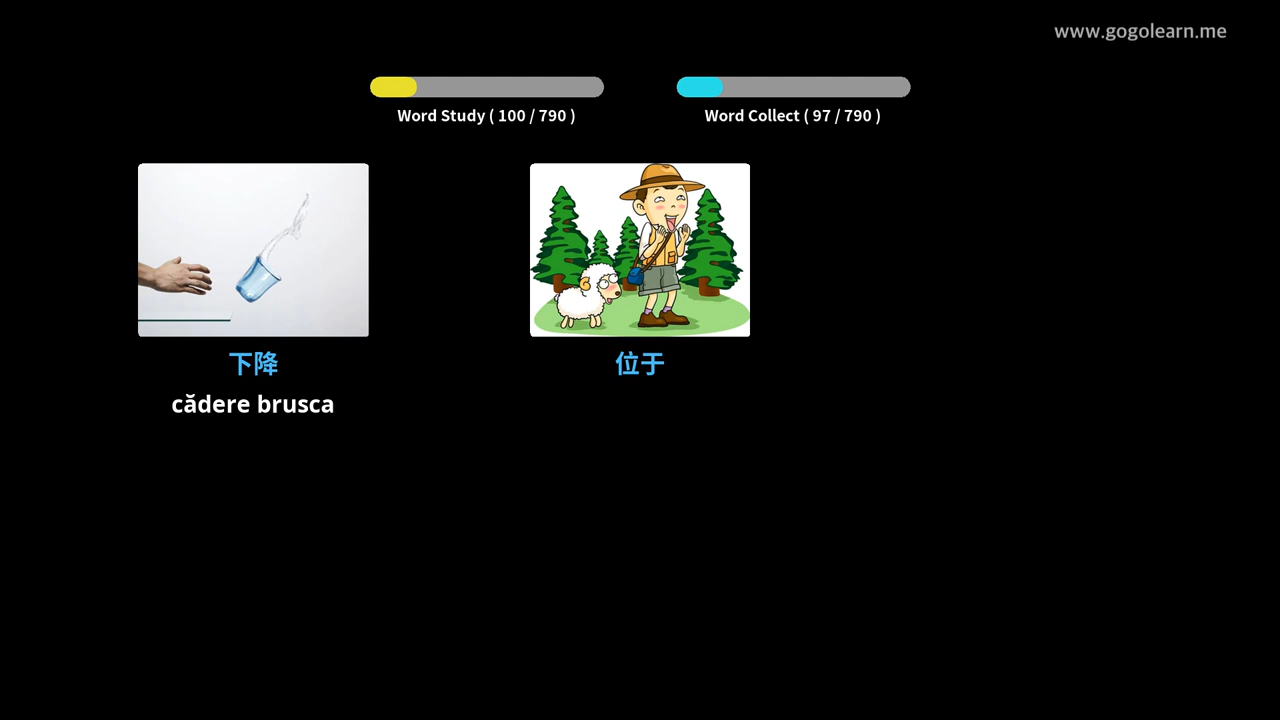 www.gogolearn.me
Word Study ( 100 / 790 )
Word Collect ( 97 / 790 )
下降
位于
cădere brusca